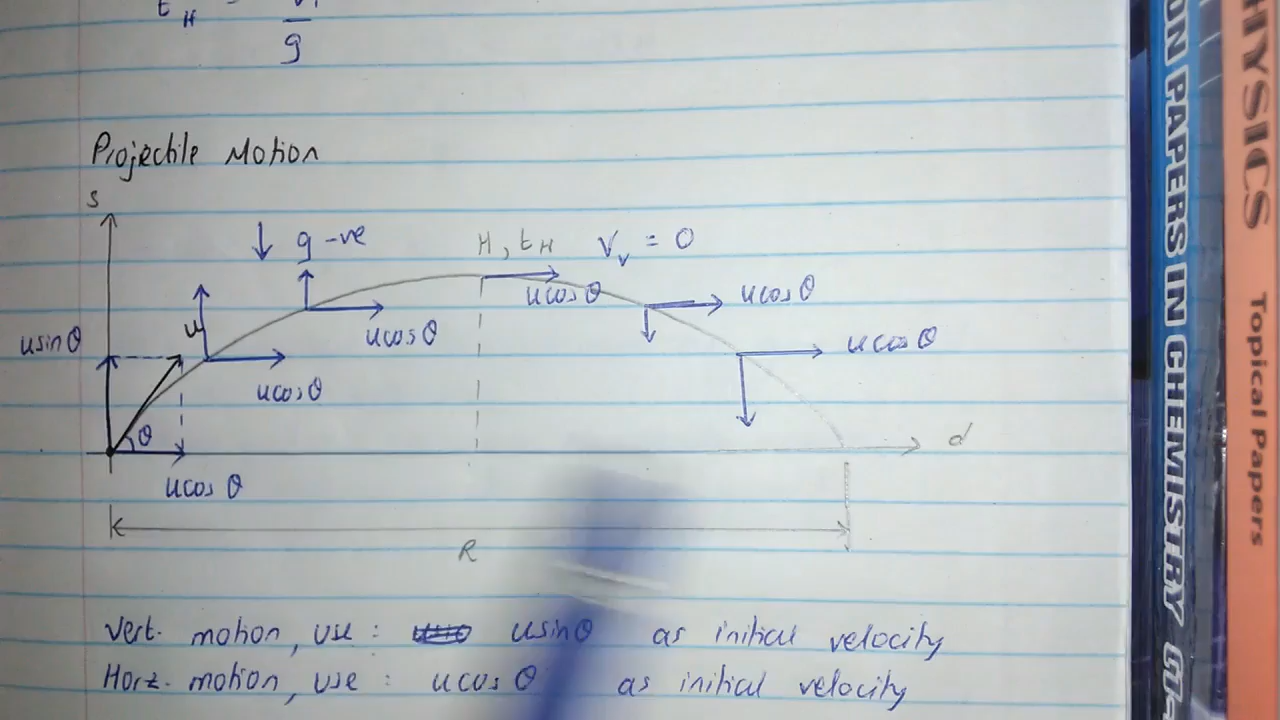 t H =
g
Projectile Motion
s
g -ve
H, tH
Vv = 0
u
usinθ
ucosθ
ucosθ
ucosθ
ucosθ
ucosθ
ucosθ
θ
d
R
Vert. motion, use : usinθ as initial velocity
Horz. motion, use : ucosθ as initial velocity
ON PAPERS IN CHEMISTRY
HYSICS
Topical Papers